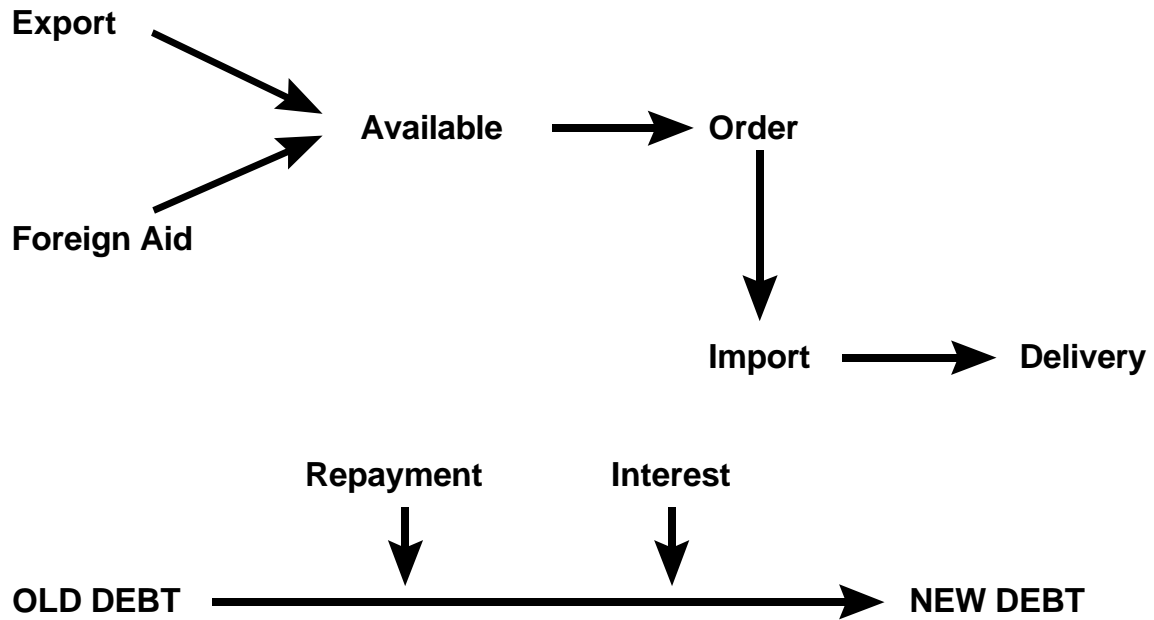 Export
Available
Order
Foreign Aid
Import
Delivery
Repayment
Interest
OLD DEBT
NEW DEBT